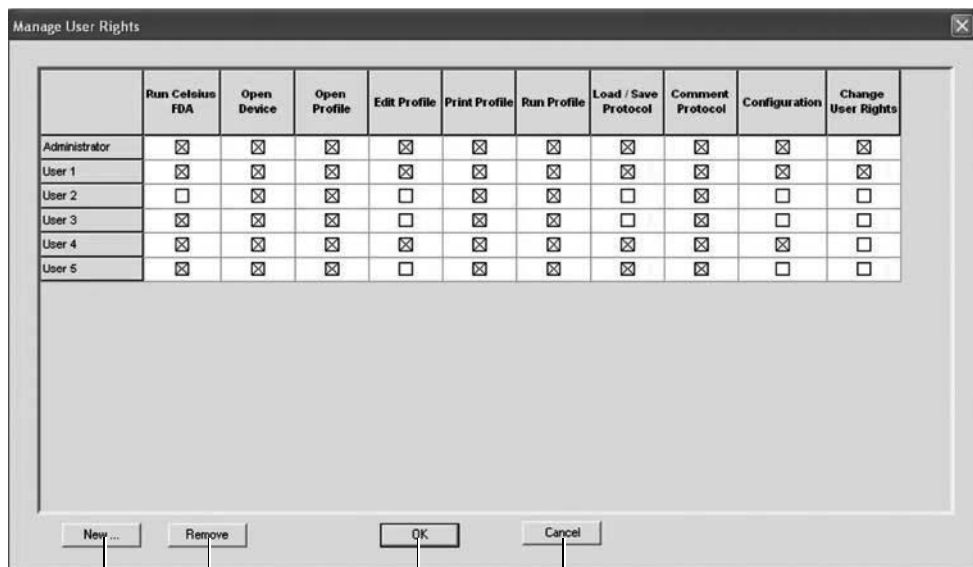 Manage User Rights
Run Celsius FDA Open Device Open Profile Edit Profile Print Profile Run Profile Load / Save Protocol Comment Protocol Configuration Change User Rights
Administrator
User 1
User 2
User 3
User 4
User 5
New ... Remove OK Cancel